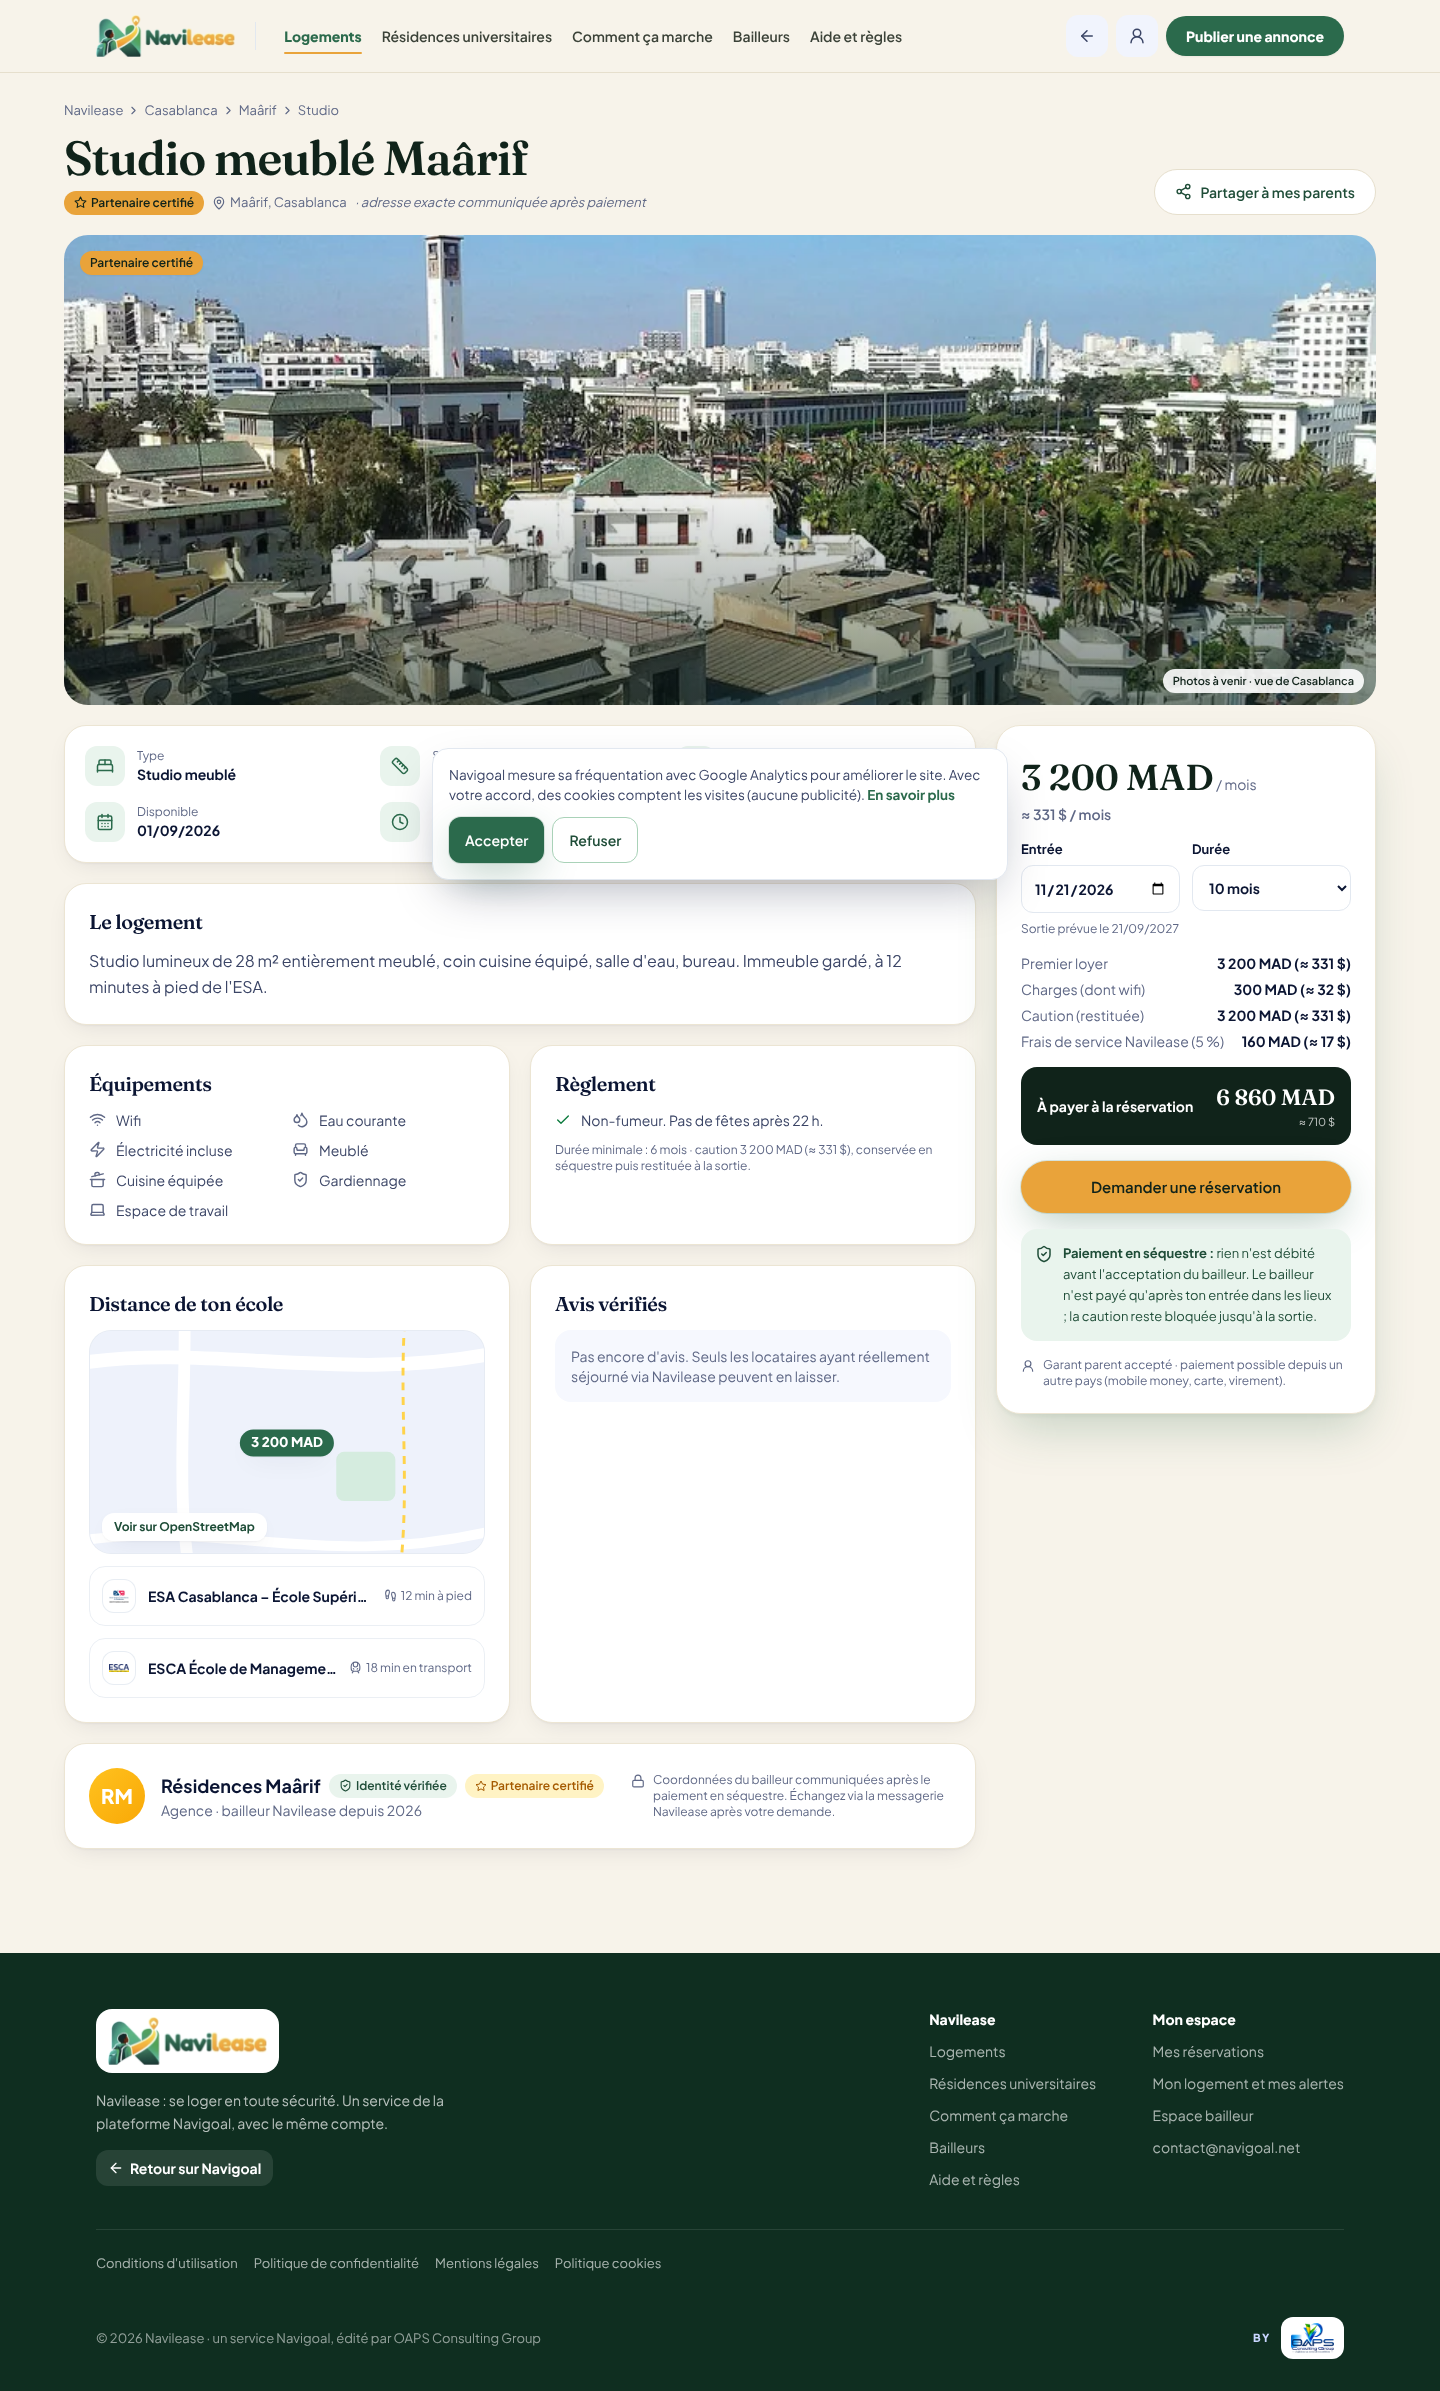 Navilease
Logements
Résidences universitaires
Comment ça marche
Bailleurs
Aide et règles
Publier une annonce
Navilease > Casablanca > Maârif > Studio
Studio meublé Maârif
Partenaire certifié
Maârif, Casablanca · adresse exacte communiquée après paiement
Partager à mes parents
Partenaire certifié
Photos à venir · vue de Casablanca
Type
Studio meublé
Disponible
01/09/2026
Navigoal mesure sa fréquentation avec Google Analytics pour améliorer le site. Avec
votre accord, des cookies comptent les visites (aucune publicité). En savoir plus
Accepter
Refuser
3 200 MAD / mois
≈ 331 $ / mois
Entrée
Durée
11/21/2026
10 mois
Sortie prévue le 21/09/2027
Premier loyer 3 200 MAD (≈ 331 $)
Charges (dont wifi) 300 MAD (≈ 32 $)
Caution (restituée) 3 200 MAD (≈ 331 $)
Frais de service Navilease (5 %) 160 MAD (≈ 17 $)
À payer à la réservation 6 860 MAD
≈ 710 $
Demander une réservation
Paiement en séquestre : rien n'est débité
avant l'acceptation du bailleur. Le bailleur
n'est payé qu'après ton entrée dans les lieux
; la caution reste bloquée jusqu'à la sortie.
Garant parent accepté · paiement possible depuis un
autre pays (mobile money, carte, virement).
Le logement
Studio lumineux de 28 m² entièrement meublé, coin cuisine équipé, salle d'eau, bureau. Immeuble gardé, à 12
minutes à pied de l'ESA.
Équipements
Wifi
Eau courante
Électricité incluse
Meublé
Cuisine équipée
Gardiennage
Espace de travail
Règlement
Non-fumeur. Pas de fêtes après 22 h.
Durée minimale : 6 mois · caution 3 200 MAD (≈ 331 $), conservée en
séquestre puis restituée à la sortie.
Distance de ton école
3 200 MAD
Voir sur OpenStreetMap
ESA Casablanca – École Supéri... 12 min à pied
ESCA
ESCA École de Manageme... 18 min en transport
Avis vérifiés
Pas encore d'avis. Seuls les locataires ayant réellement
séjourné via Navilease peuvent en laisser.
RM
Résidences Maârif
Identité vérifiée
Partenaire certifié
Agence · bailleur Navilease depuis 2026
Coordonnées du bailleur communiquées après le
paiement en séquestre. Échangez via la messagerie
Navilease après votre demande.
Navilease
Navilease : se loger en toute sécurité. Un service de la
plateforme Navigoal, avec le même compte.
Retour sur Navigoal
Navilease
Logements
Résidences universitaires
Comment ça marche
Bailleurs
Aide et règles
Mon espace
Mes réservations
Mon logement et mes alertes
Espace bailleur
contact@navigoal.net
Conditions d'utilisation
Politique de confidentialité
Mentions légales
Politique cookies
© 2026 Navilease · un service Navigoal, édité par OAPS Consulting Group
BY
OAPS
Consulting Group